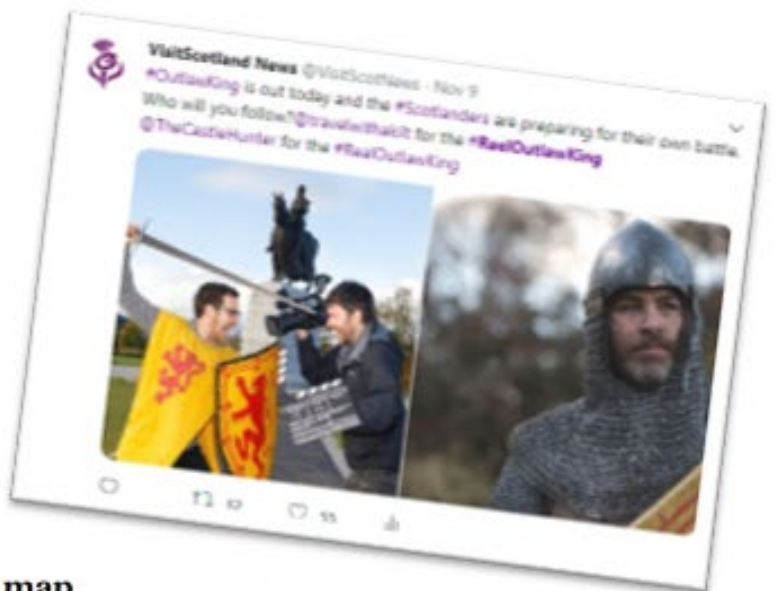 VisitScotland News @VisitScotNews · Nov 9
#OutlawKing is out today and the #Scotlanders are preparing for their own battle.
Who will you follow? @travelwithakilt for the #ReelOutlawKing
@TheCastleHunter for the #RealOutlawKing
55
map